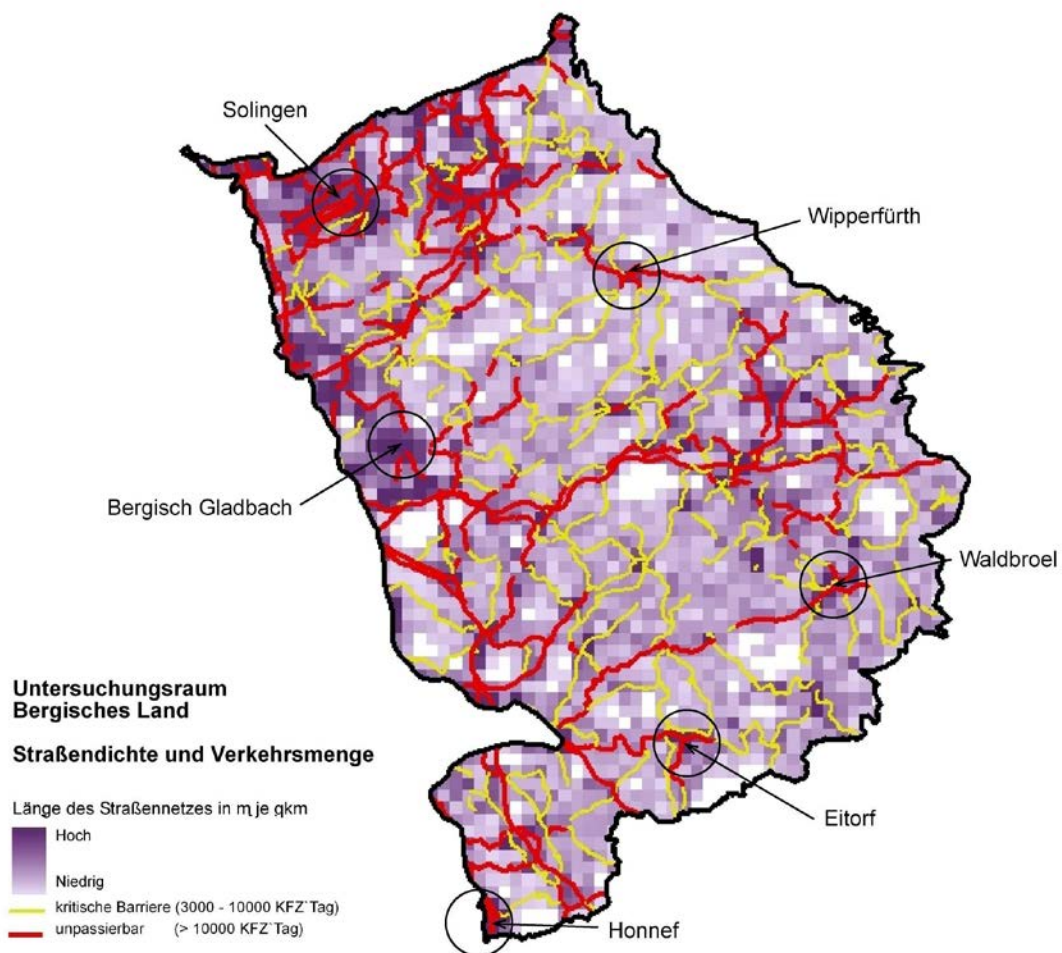 Solingen
Wipperfürth
Bergisch Gladbach
Waldbroel
Untersuchungsraum
Bergisches Land
Straßendichte und Verkehrsmenge
Eitorf
Länge des Straßennetzes in m je qkm
Hoch
Niedrig
kritische Barriere (3000 - 10000 KFZ`Tag)
unpassierbar (> 10000 KFZ`Tag)
Honnef